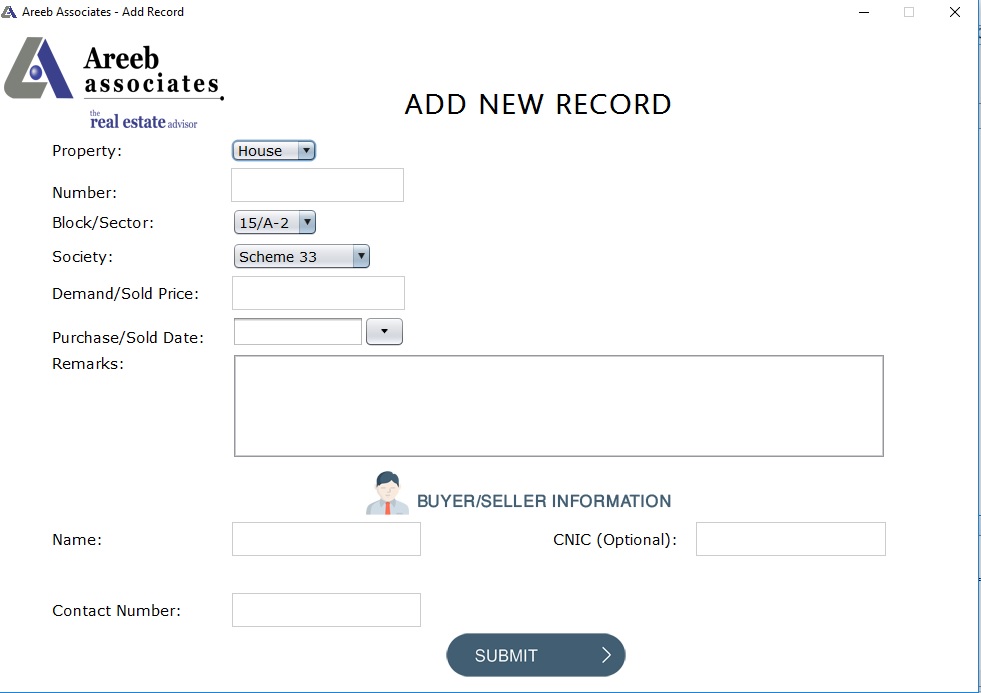 Areeb Associates - Add Record
Areeb
associates
the
real estate advisor
ADD NEW RECORD
Property: House
Number:
Block/Sector: 15/A-2
Society: Scheme 33
Demand/Sold Price:
Purchase/Sold Date:
Remarks:
BUYER/SELLER INFORMATION
Name: CNIC (Optional):
Contact Number:
SUBMIT